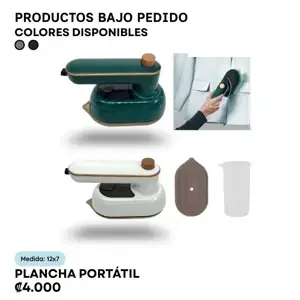 PRODUCTOS BAJO PEDIDO
COLORES DISPONIBLES
Medida: 12x7
PLANCHA PORTÁTIL
₡4.000